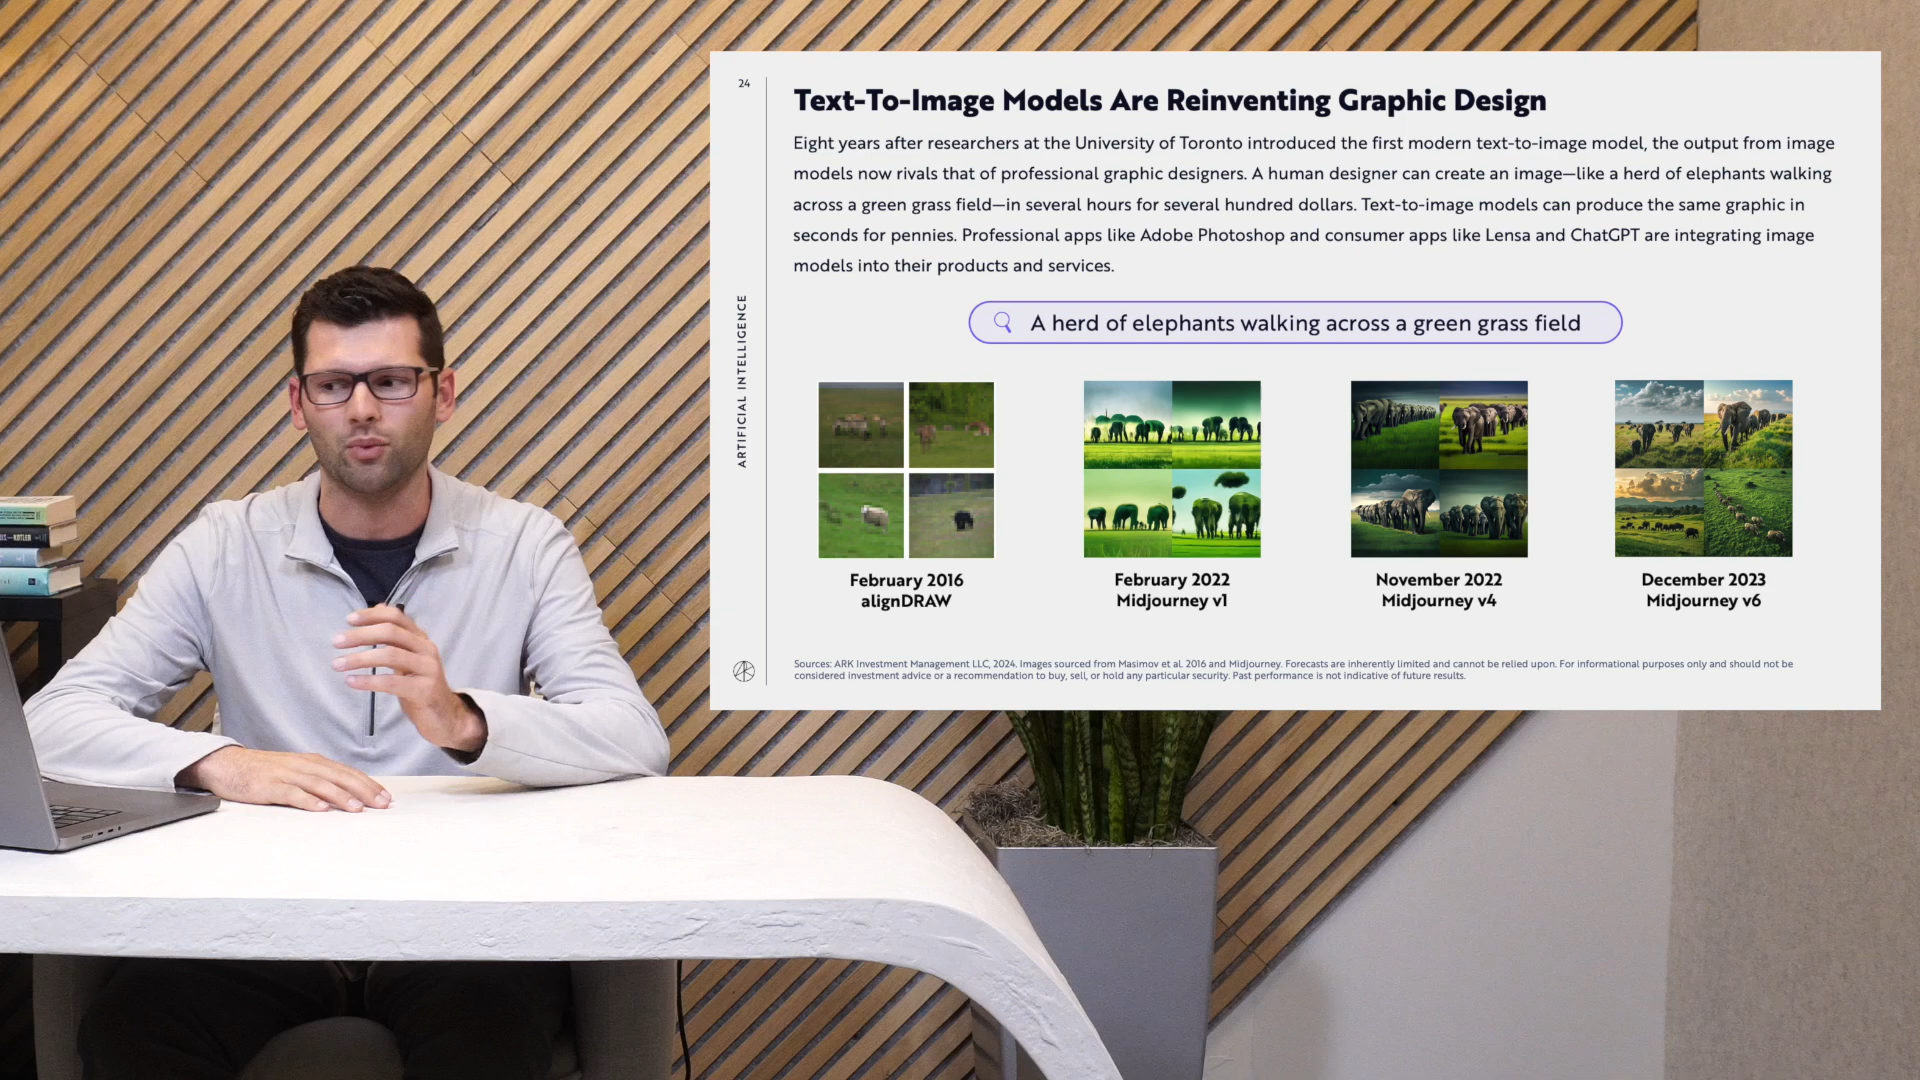 24
Text-To-Image Models Are Reinventing Graphic Design
Eight years after researchers at the University of Toronto introduced the first modern text-to-image model, the output from image
models now rivals that of professional graphic designers. A human designer can create an image—like a herd of elephants walking
across a green grass field—in several hours for several hundred dollars. Text-to-image models can produce the same graphic in
seconds for pennies. Professional apps like Adobe Photoshop and consumer apps like Lensa and ChatGPT are integrating image
models into their products and services.
ARTIFICIAL INTELLIGENCE
A herd of elephants walking across a green grass field
February 2016
alignDRAW
February 2022
Midjourney v1
November 2022
Midjourney v4
December 2023
Midjourney v6
Sources: ARK Investment Management LLC, 2024. Images sourced from Masimov et al. 2016 and Midjourney. Forecasts are inherently limited and cannot be relied upon. For informational purposes only and should not be
considered investment advice or a recommendation to buy, sell, or hold any particular security. Past performance is not indicative of future results.